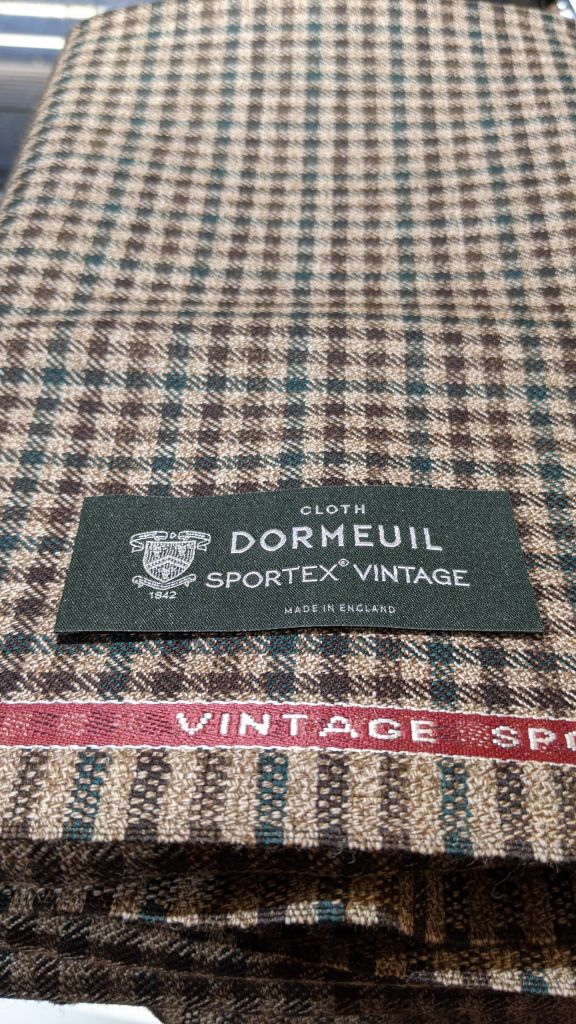 CLOTH
DORMEUIL
SPORTEX® VINTAGE
1842
MADE IN ENGLAND
VINTAGE